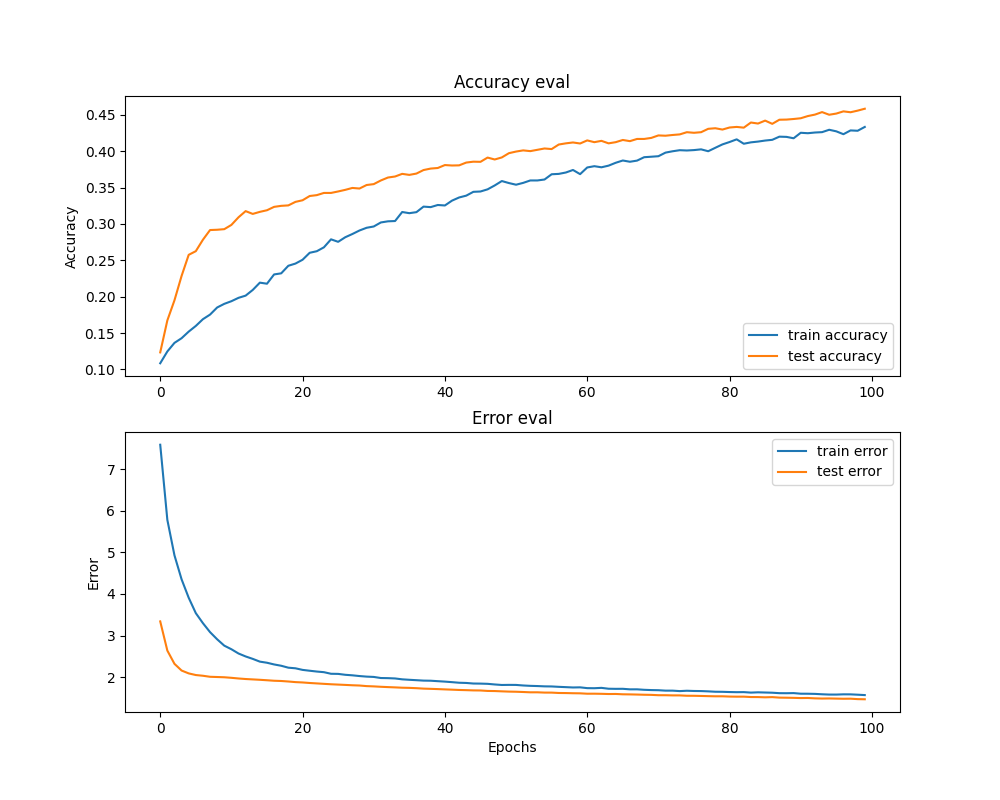 Accuracy eval
0.45
0.40
0.35
0.30
0.25
0.20
0.15
0.10
Accuracy
train accuracy
test accuracy
0 20 40 60 80 100
Error eval
7
6
5
4
3
2
Error
train error
test error
0 20 40 60 80 100
Epochs